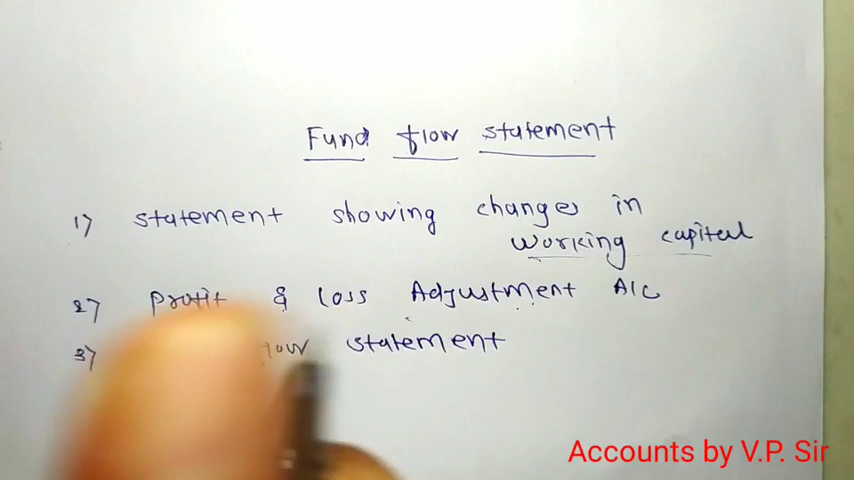 Fund flow statement
1) statement showing changes in
working capital
2) Profit & Loss Adjustment A/c
3) flow statement
Accounts by V.P. Sir